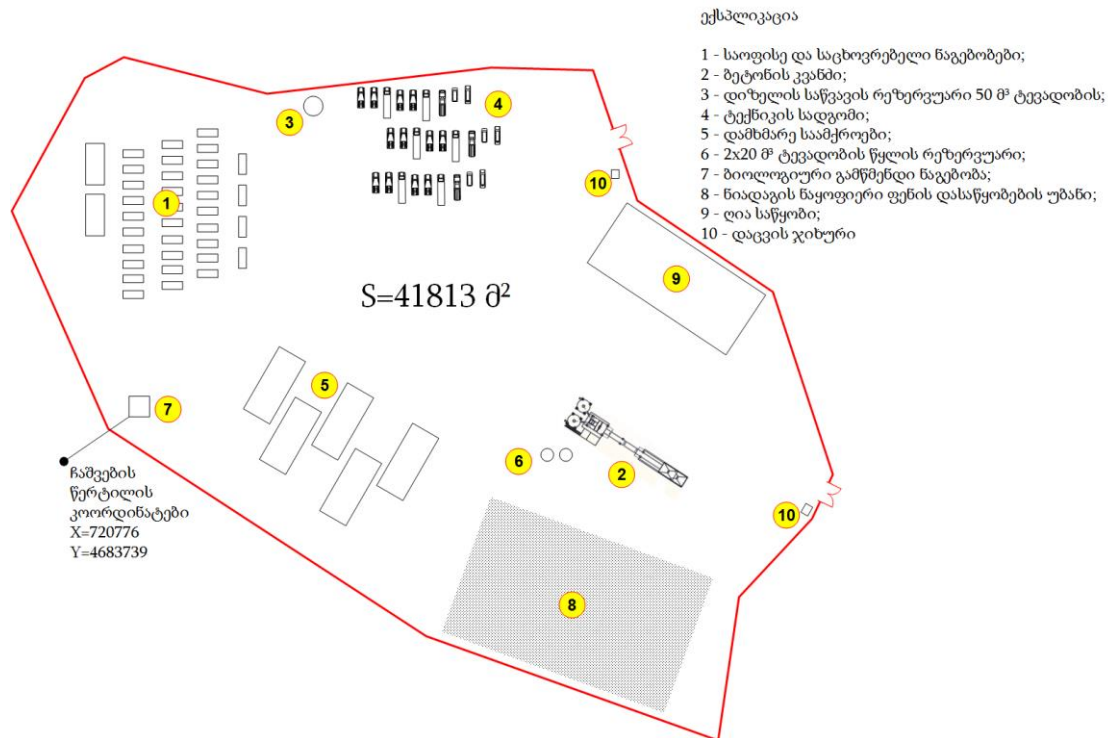 ექსპლიკაცია
1 - საოფისე და საცხოვრებელი ნაგებობები;
2 - ბეტონის კვანძი;
3 - დიზელის საწვავის რეზერვუარი 50 მ³ ტევადობის;
4 - ტექნიკის სადგომი;
5 - დამხმარე საამქროები;
6 - 2x20 მ³ ტევადობის წყლის რეზერვუარი;
7 - ბიოლოგიური გამწმენდი ნაგებობა;
8 - ნიადაგის ნაყოფიერი ფენის დასაწყობების უბანი;
9 - ღია საწყობი;
10 - დაცვის ჯიხური
4
3
10
1
9
S=41813 მ²
5
7
6
2
ჩაშვების
წერტილის
კოორდინატები
X=720776
Y=4683739
10
8